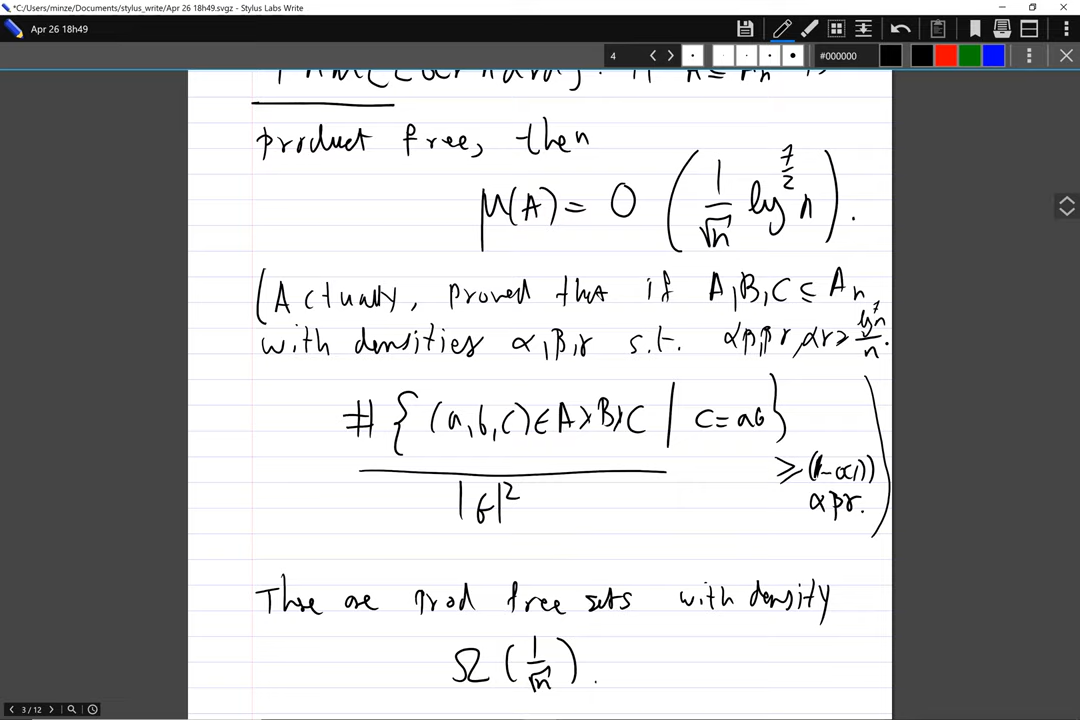 *C:/Users/minze/Documents/stylus_write/Apr 26 18h49.svgz - Stylus Labs Write
Apr 26 18h49
4
#000000
product free, then
μ(A) = O ( 1/√n log^{7/2} n ).
(Actually, proved that if A, B, C ⊆ A_n
with densities α, β, γ s.t. αβ, βγ, αγ > log^7 n / n.
# { (a, b, c) ∈ A×B×C | c = ab } / |G|^2 ≥ (1-o(1)) αβγ. )
There are prod free sets with density
Ω ( 1/√n ).
3 / 12